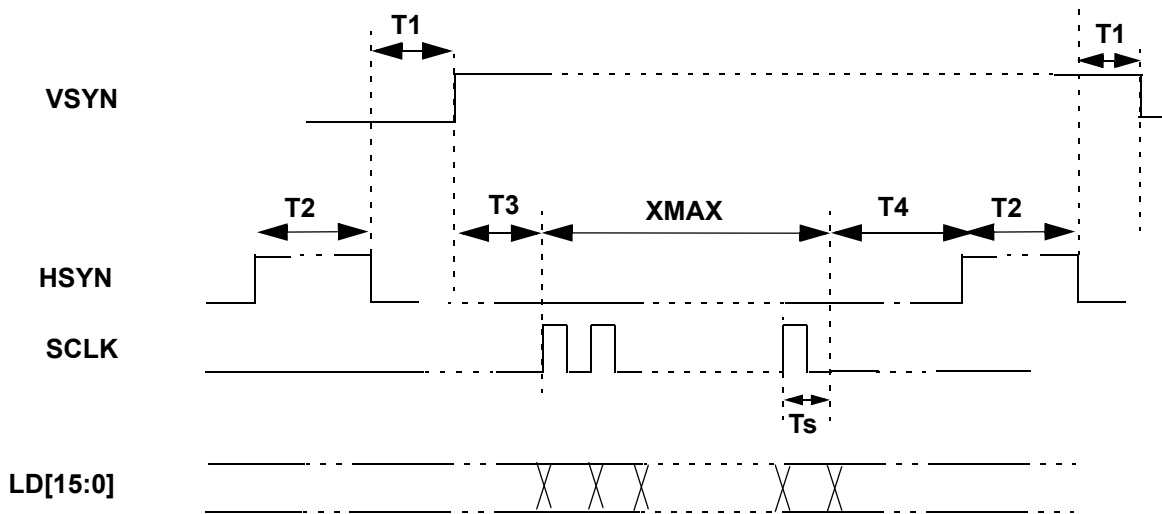 T1
T1
VSYN
T2
T3
XMAX
T4
T2
HSYN
SCLK
Ts
LD[15:0]